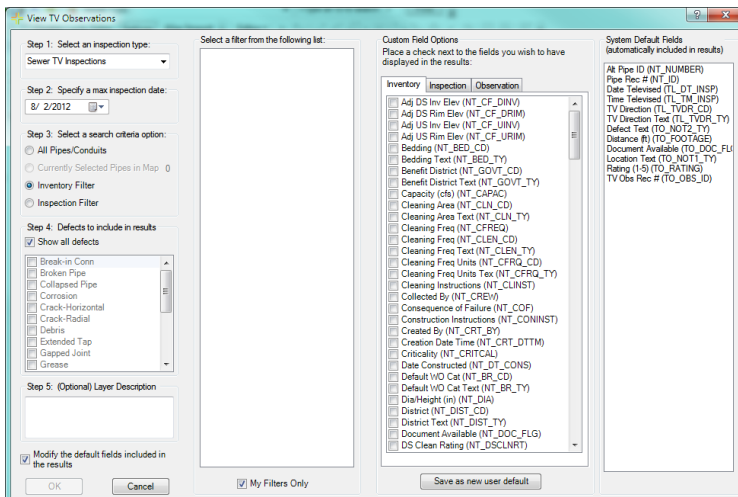 View TV Observations
Step 1: Select an inspection type:
Sewer TV Inspections
Step 2: Specify a max inspection date:
8/ 2/2012
Step 3: Select a search criteria option:
All Pipes/Conduits
Currently Selected Pipes in Map 0
Inventory Filter
Inspection Filter
Step 4: Defects to include in results
Show all defects
Break-in Conn
Broken Pipe
Collapsed Pipe
Corrosion
Crack-Horizontal
Crack-Radial
Debris
Extended Tap
Gapped Joint
Grease
Step 5: (Optional) Layer Description
Modify the default fields included in
the results
OK
Cancel
Select a filter from the following list:
My Filters Only
Custom Field Options
Place a check next to the fields you wish to have
displayed in the results:
Inventory
Inspection
Observation
Adj DS Inv Elev (NT_CF_DINV)
Adj DS Rim Elev (NT_CF_DRIM)
Adj US Inv Elev (NT_CF_UINV)
Adj US Rim Elev (NT_CF_URIM)
Bedding (NT_BED_CD)
Bedding Text (NT_BED_TY)
Benefit District (NT_GOVT_CD)
Benefit District Text (NT_GOVT_TY)
Capacity (cfs) (NT_CAPAC)
Cleaning Area (NT_CLN_CD)
Cleaning Area Text (NT_CLN_TY)
Cleaning Freq (NT_CFREQ)
Cleaning Freq (NT_CLEN_CD)
Cleaning Freq Text (NT_CLEN_TY)
Cleaning Freq Units (NT_CFRQ_CD)
Cleaning Freq Units Tex (NT_CFRQ_TY)
Cleaning Instructions (NT_CLINST)
Collected By (NT_CREW)
Consequence of Failure (NT_COF)
Construction Instructions (NT_CONINST)
Created By (NT_CRT_BY)
Creation Date Time (NT_CRT_DTTM)
Criticality (NT_CRITCAL)
Date Constructed (NT_DT_CONS)
Default WO Cat (NT_BR_CD)
Default WO Cat Text (NT_BR_TY)
Dia/Height (in) (NT_DIA)
District (NT_DIST_CD)
District Text (NT_DIST_TY)
Document Available (NT_DOC_FLG)
DS Clean Rating (NT_DSCLNRT)
Save as new user default
System Default Fields
(automatically included in results)
Alt Pipe ID (NT_NUMBER)
Pipe Rec # (NT_ID)
Date Televised (TL_DT_INSP)
Time Televised (TL_TM_INSP)
TV Direction (TL_TVDR_CD)
TV Direction Text (TL_TVDR_TY)
Defect Text (TO_NOT2_TY)
Distance (ft) (TO_FOOTAGE)
Document Available (TO_DOC_FLG
Location Text (TO_NOT1_TY)
Rating (1-5) (TO_RATING)
TV Obs Rec # (TO_OBS_ID)